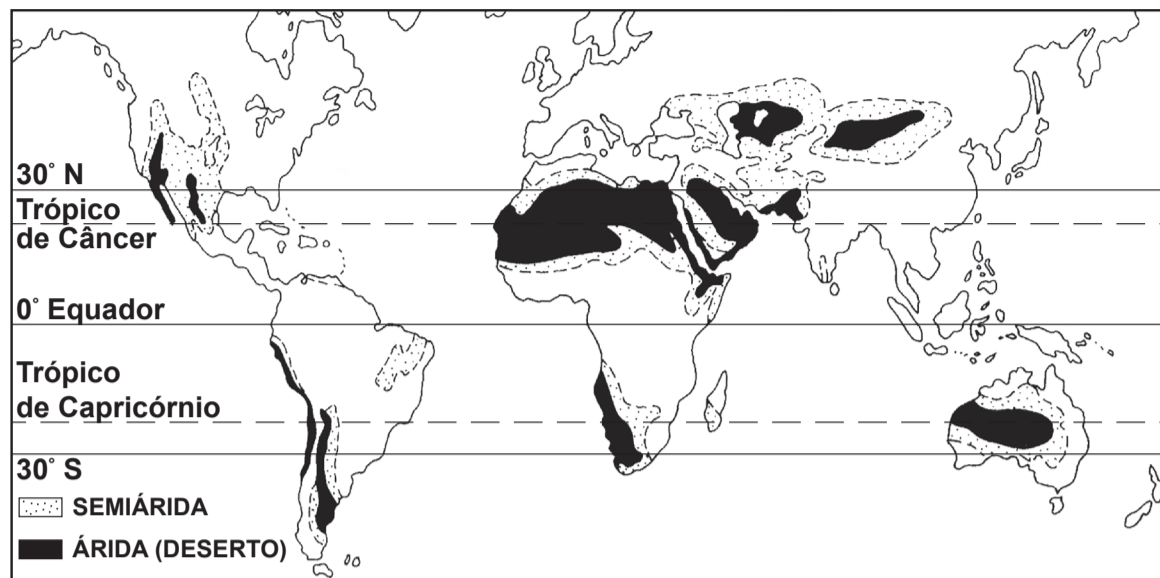 30° N
Trópico
de Câncer
0° Equador
Trópico
de Capricórnio
30° S
SEMIÁRIDA
ÁRIDA (DESERTO)